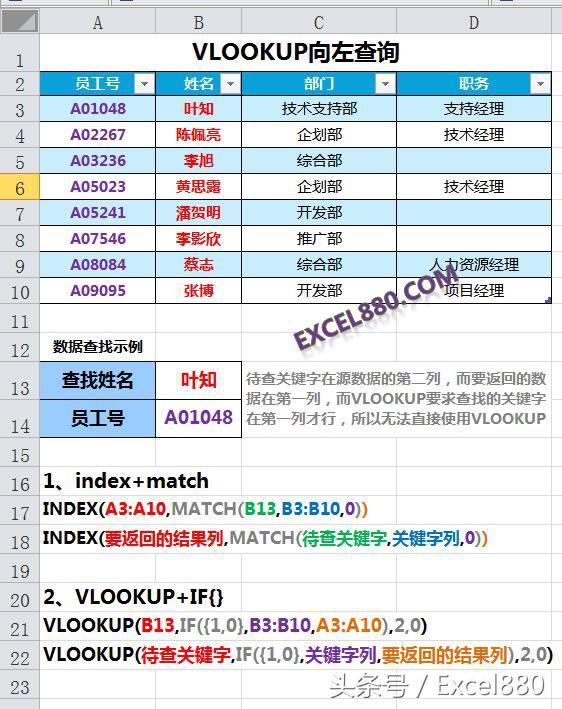 A B C D
1 VLOOKUP向左查询
2 员工号 姓名 部门 职务
3 A01048 叶知 技术支持部 支持经理
4 A02267 陈佩亮 企划部 技术经理
5 A03236 李旭 综合部
6 A05023 黄思露 企划部 技术经理
7 A05241 潘贺明 开发部
8 A07546 李影欣 推广部
9 A08084 蔡志 综合部 人力资源经理
10 A09095 张博 开发部 项目经理
EXCEL880.COM
11
12 数据查找示例
13 查找姓名 叶知
待查关键字在源数据的第二列，而要返回的数
据在第一列，而VLOOKUP要求查找的关键字
在第一列才行，所以无法直接使用VLOOKUP
14 员工号 A01048
15
16 1、index+match
17 INDEX(A3:A10,MATCH(B13,B3:B10,0))
18 INDEX(要返回的结果列,MATCH(待查关键字,关键字列,0))
19
20 2、VLOOKUP+IF{}
21 VLOOKUP(B13,IF({1,0},B3:B10,A3:A10),2,0)
22 VLOOKUP(待查关键字,IF({1,0},关键字列,要返回的结果列),2,0)
23
头条号 / Excel880